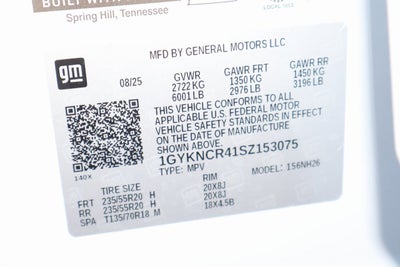 BUILT WITH
Spring Hill, Tennessee
MFD BY GENERAL MOTORS LLC
gm
08/25 GVWR GAWR FRT GAWR RR
2722 KG 1350 KG 1450 KG
6001 LB 2976 LB 3196 LB
THIS VEHICLE CONFORMS TO ALL
APPLICABLE U.S. FEDERAL MOTOR
VEHICLE SAFETY STANDARDS IN EFFECT
ON THE DATE OF MANUFACTURE
SHOWN ABOVE.
1GYKNCR41SZ153075
140X TYPE: MPV MODEL: 156NH26
TIRE SIZE RIM
FRT 235/55R20 H 20X8J
RR 235/55R20 H 20X8J
SPA T135/70R18 M 18X4.5B